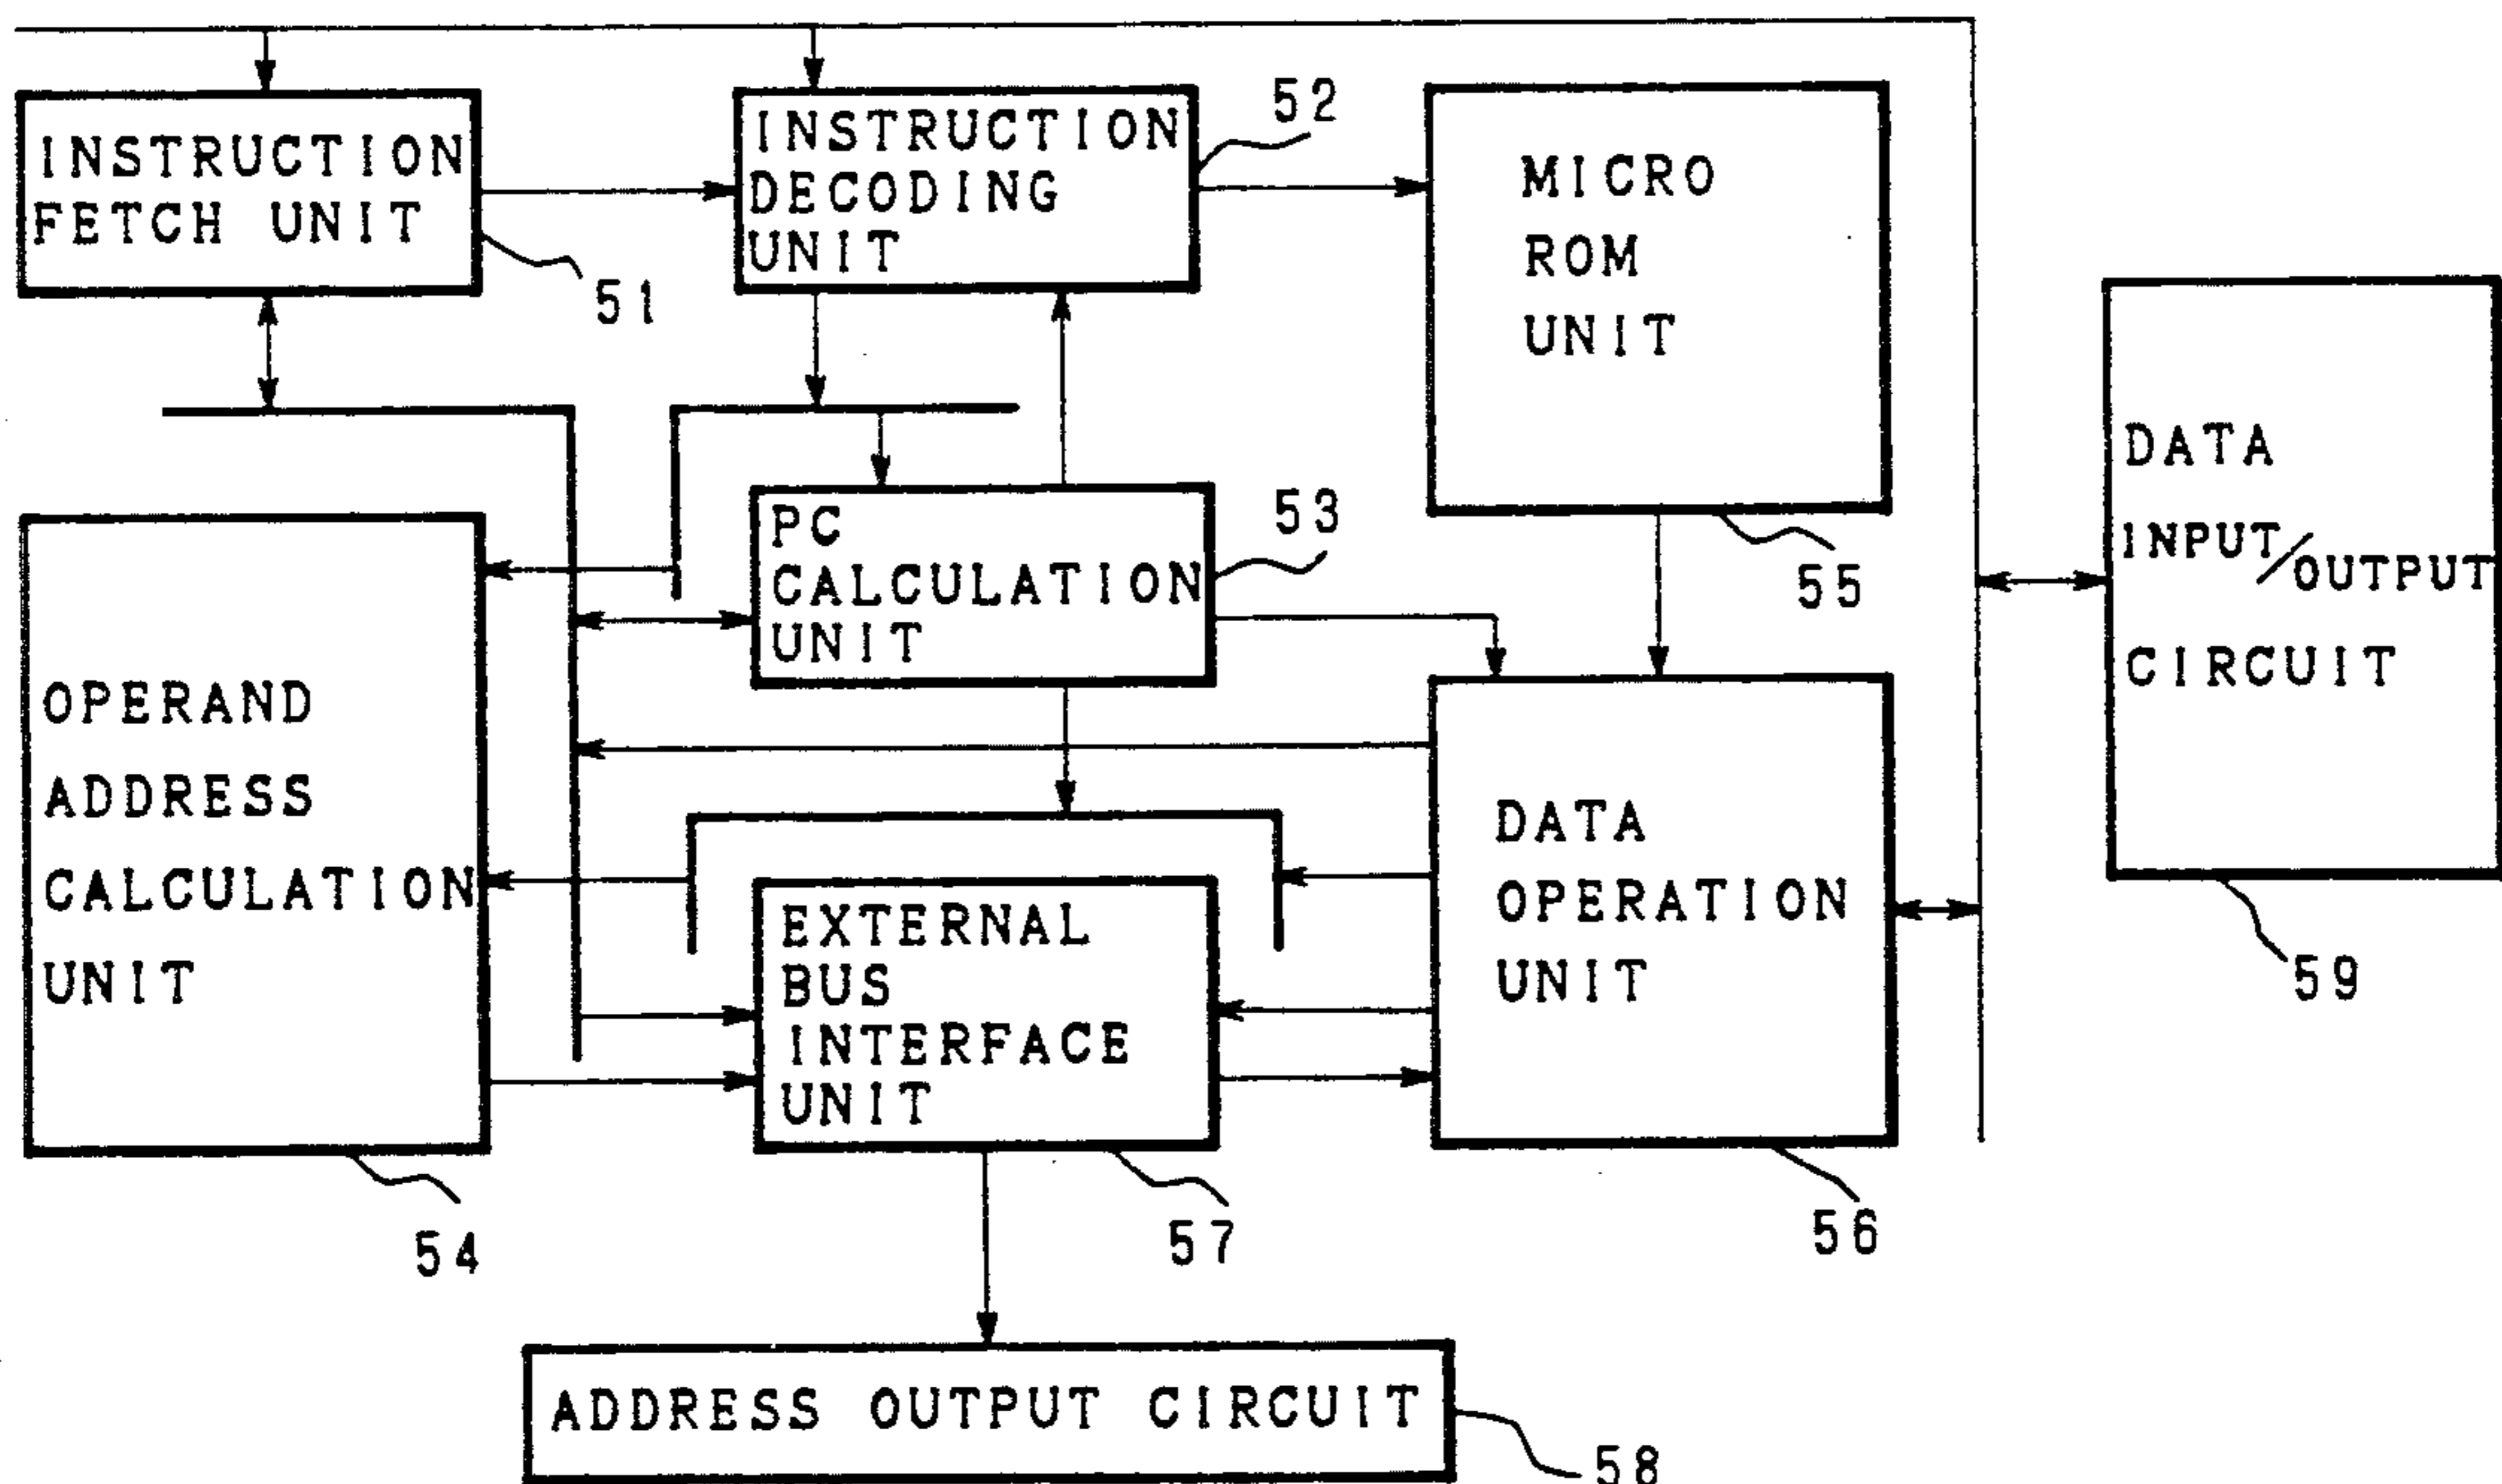 INSTRUCTION
FETCH UNIT
51
INSTRUCTION
DECODING
UNIT
52
MICRO
ROM
UNIT
55
PC
CALCULATION
UNIT
53
DATA
INPUT/OUTPUT
CIRCUIT
59
OPERAND
ADDRESS
CALCULATION
UNIT
54
EXTERNAL
BUS
INTERFACE
UNIT
57
DATA
OPERATION
UNIT
56
ADDRESS OUTPUT CIRCUIT
58